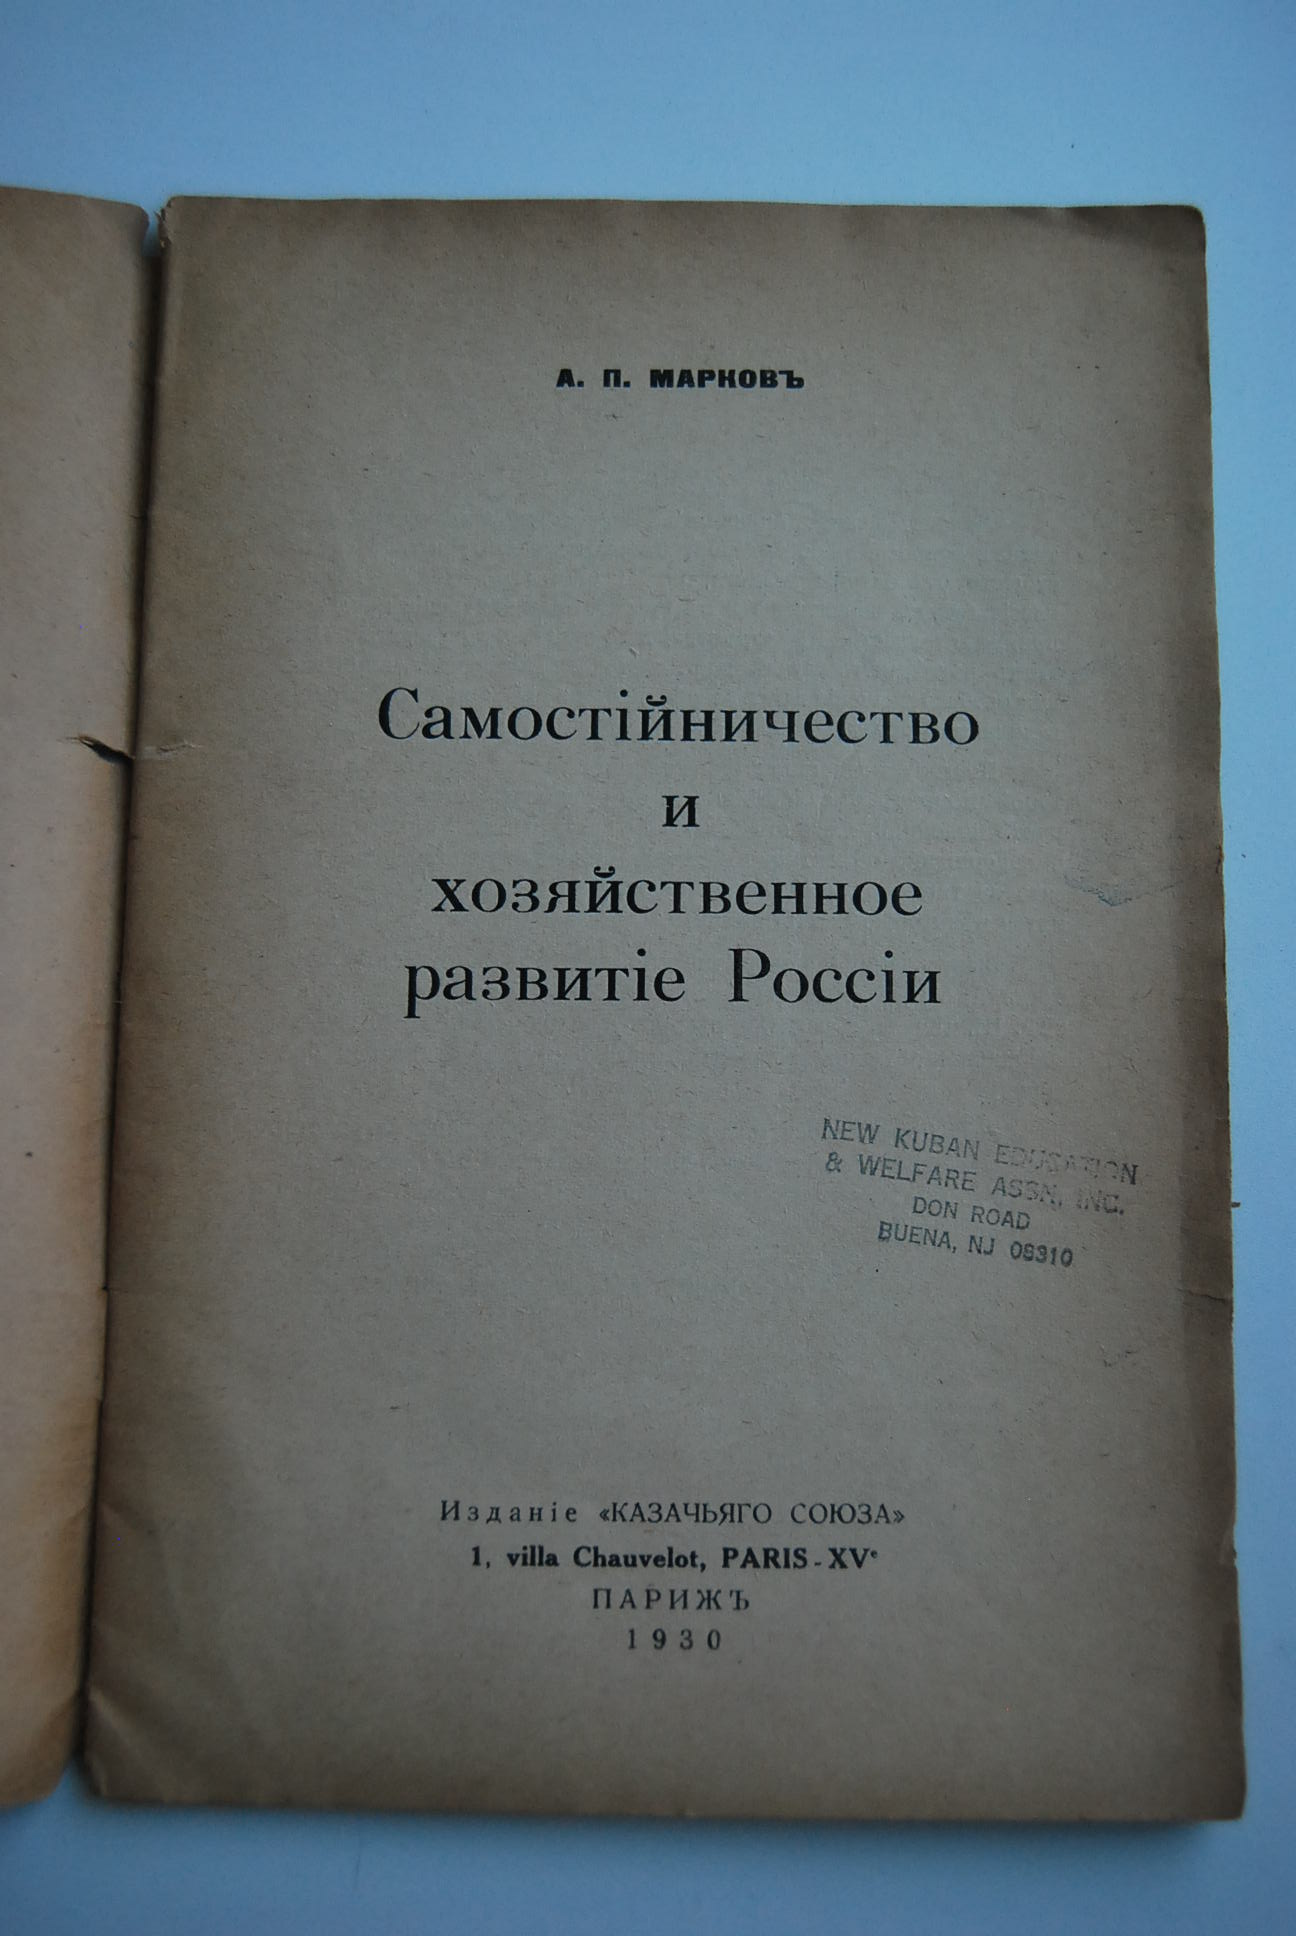 А. П. МАРКОВЪ
Самостійничество
и
хозяйственное
развитіе Россіи
NEW KUBAN EDUCATION
& WELFARE ASSN, INC.
DON ROAD
BUENA, NJ 08310
Изданіе «КАЗАЧЬЯГО СОЮЗА»
1, villa Chauvelot, PARIS-XVᵉ
ПАРИЖЪ
1930